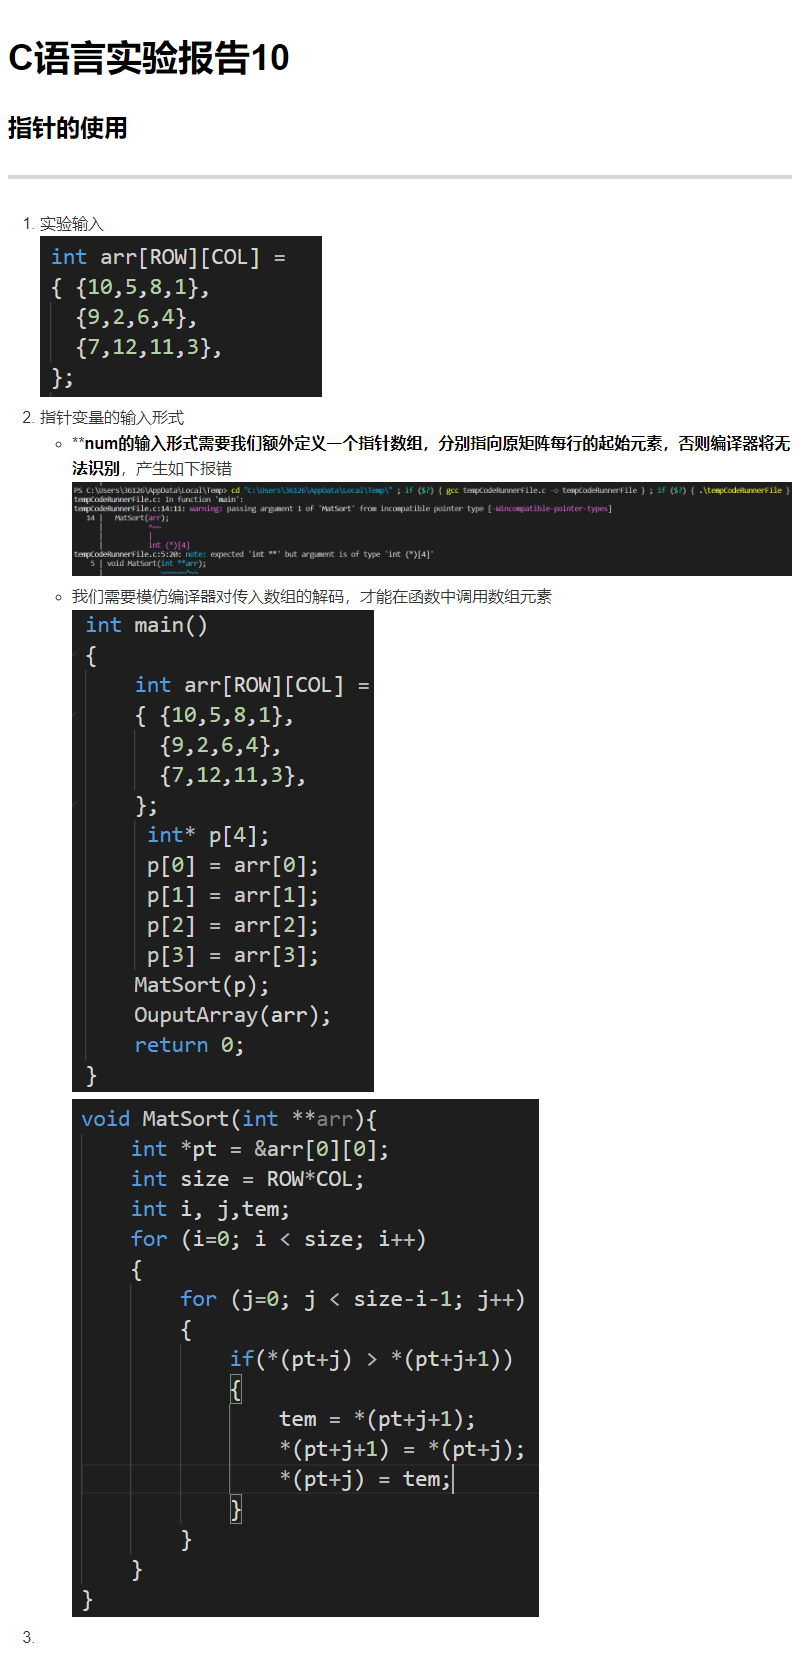 C语言实验报告10
指针的使用
1. 实验输入
int arr[ROW][COL] =
{ {10,5,8,1},
{9,2,6,4},
{7,12,11,3},
};
2. 指针变量的输入形式
**num的输入形式需要我们额外定义一个指针数组，分别指向原矩阵每行的起始元素，否则编译器将无
法识别，产生如下报错
PS C:\Users\36126\AppData\Local\Temp> cd "C:\Users\36126\AppData\Local\Temp\" ; if ($?) { gcc tempCodeRunnerFile.c -o tempCodeRunnerFile } ; if ($?) { .\tempCodeRunnerFile }
tempCodeRunnerFile.c: In function 'main':
tempCodeRunnerFile.c:14:11: warning: passing argument 1 of 'MatSort' from incompatible pointer type [-Wincompatible-pointer-types]
14 | MatSort(arr);
| ^~~
| |
| int (*)[4]
tempCodeRunnerFile.c:5:20: note: expected 'int **' but argument is of type 'int (*)[4]'
5 | void MatSort(int **arr);
| ~~~~~~^~~
我们需要模仿编译器对传入数组的解码，才能在函数中调用数组元素
int main()
{
int arr[ROW][COL] =
{ {10,5,8,1},
{9,2,6,4},
{7,12,11,3},
};
int* p[4];
p[0] = arr[0];
p[1] = arr[1];
p[2] = arr[2];
p[3] = arr[3];
MatSort(p);
OuputArray(arr);
return 0;
}
void MatSort(int **arr){
int *pt = &arr[0][0];
int size = ROW*COL;
int i, j,tem;
for (i=0; i < size; i++)
{
for (j=0; j < size-i-1; j++)
{
if(*(pt+j) > *(pt+j+1))
{
tem = *(pt+j+1);
*(pt+j+1) = *(pt+j);
*(pt+j) = tem;
}
}
}
}
3.